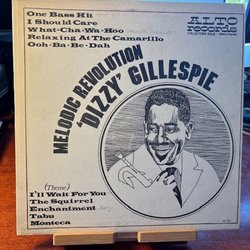 One Bass Hit
I Should Care
What-Cha-Wa-Hoo
Relaxing At The Camarillo
Ooh-Ba-Be-Dah
ALTO
records
MELODIC REVOLUTION
'DIZZY' GILLESPIE
(Theme)
I'll Wait For You
The Squirrel
Enchantment
Tabu
Monteca